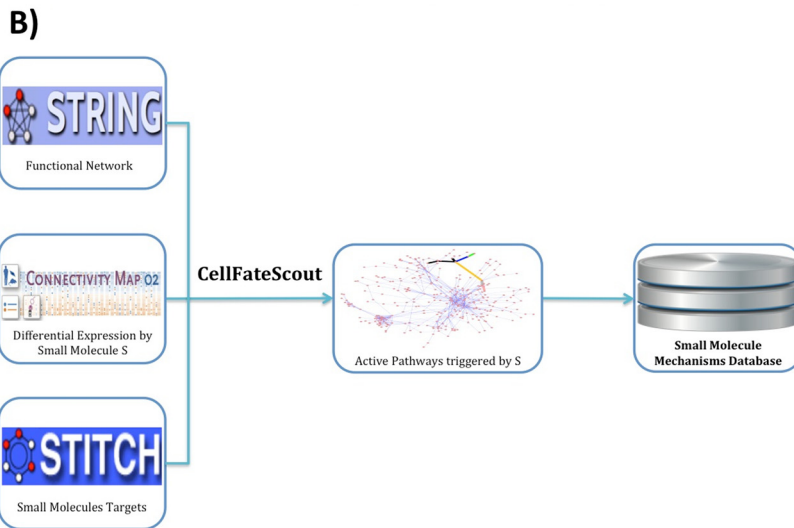 B)
STRING
Functional Network
CONNECTIVITY MAP 02
Differential Expression by
Small Molecule S
STITCH
Small Molecules Targets
CellFateScout
Active Pathways triggered by S
Small Molecule
Mechanisms Database